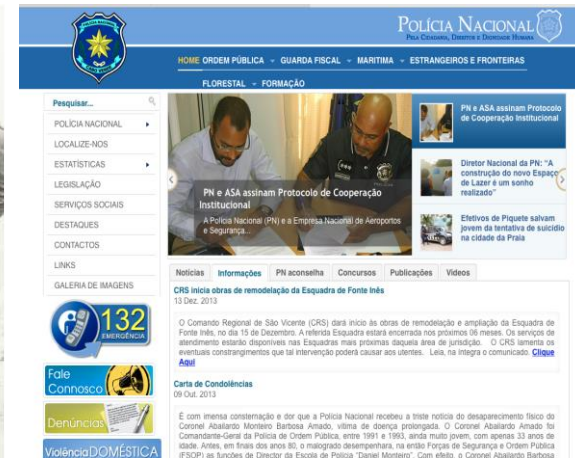 POLÍCIA NACIONAL
HOME ORDEM PÚBLICA GUARDA FISCAL MARITIMA ESTRANGEIROS E FRONTEIRAS
FLORESTAL FORMAÇÃO
Pesquisar...
POLÍCIA NACIONAL
LOCALIZE-NOS
ESTATÍSTICAS
LEGISLAÇÃO
SERVIÇOS SOCIAIS
DESTAQUES
CONTACTOS
LINKS
GALERIA DE IMAGENS
132
EMERGÊNCIA
Fale
Connosco
Denúncias
ViolênciaDOMÉSTICA
PN e ASA assinam Protocolo de Cooperação
Institucional
A Polícia Nacional (PN) e a Empresa Nacional de Aeroportos
e Segurança...
PN e ASA assinam Protocolo
de Cooperação Institucional
Diretor Nacional da PN: “A
construção do novo Espaço
de Lazer é um sonho
realizado”
Efetivos de Piquete salvam
jovem da tentativa de suicídio
na cidade da Praia
Notícias Informações PN aconselha Concursos Publicações Videos
CRS inicia obras de remodelação da Esquadra de Fonte Inês
13 Dez. 2013
O Comando Regional de São Vicente (CRS) dará início às obras de remodelação e ampliação da Esquadra de
Fonte Inês, no dia 15 de Dezembro. A referida Esquadra estará encerrada nos próximos 06 meses. Os serviços de
atendimento estarão disponíveis nas Esquadras mais próximas daquela área de jurisdição. O CRS lamenta os
eventuais constrangimentos que tal intervenção poderá causar aos utentes. Leia, na íntegra o comunicado. Clique
Aqui
Carta de Condolências
09 Out. 2013
É com imensa consternação e dor que a Polícia Nacional recebeu a triste notícia do desaparecimento físico do
Coronel Abailardo Monteiro Barbosa Amado, vítima de doença prolongada. O Coronel Abailardo Amado foi
Comandante-Geral da Polícia de Ordem Pública, entre 1991 e 1993, ainda muito jovem, com apenas 33 anos de
idade. Antes, em finais dos anos 80, o malogrado desempenhara, na então Forças de Segurança e Ordem Pública
(FSOP) as funções de Director da Escola de Polícia “Daniel Monteiro”. Com efeito, o Coronel Abailardo Barbosa